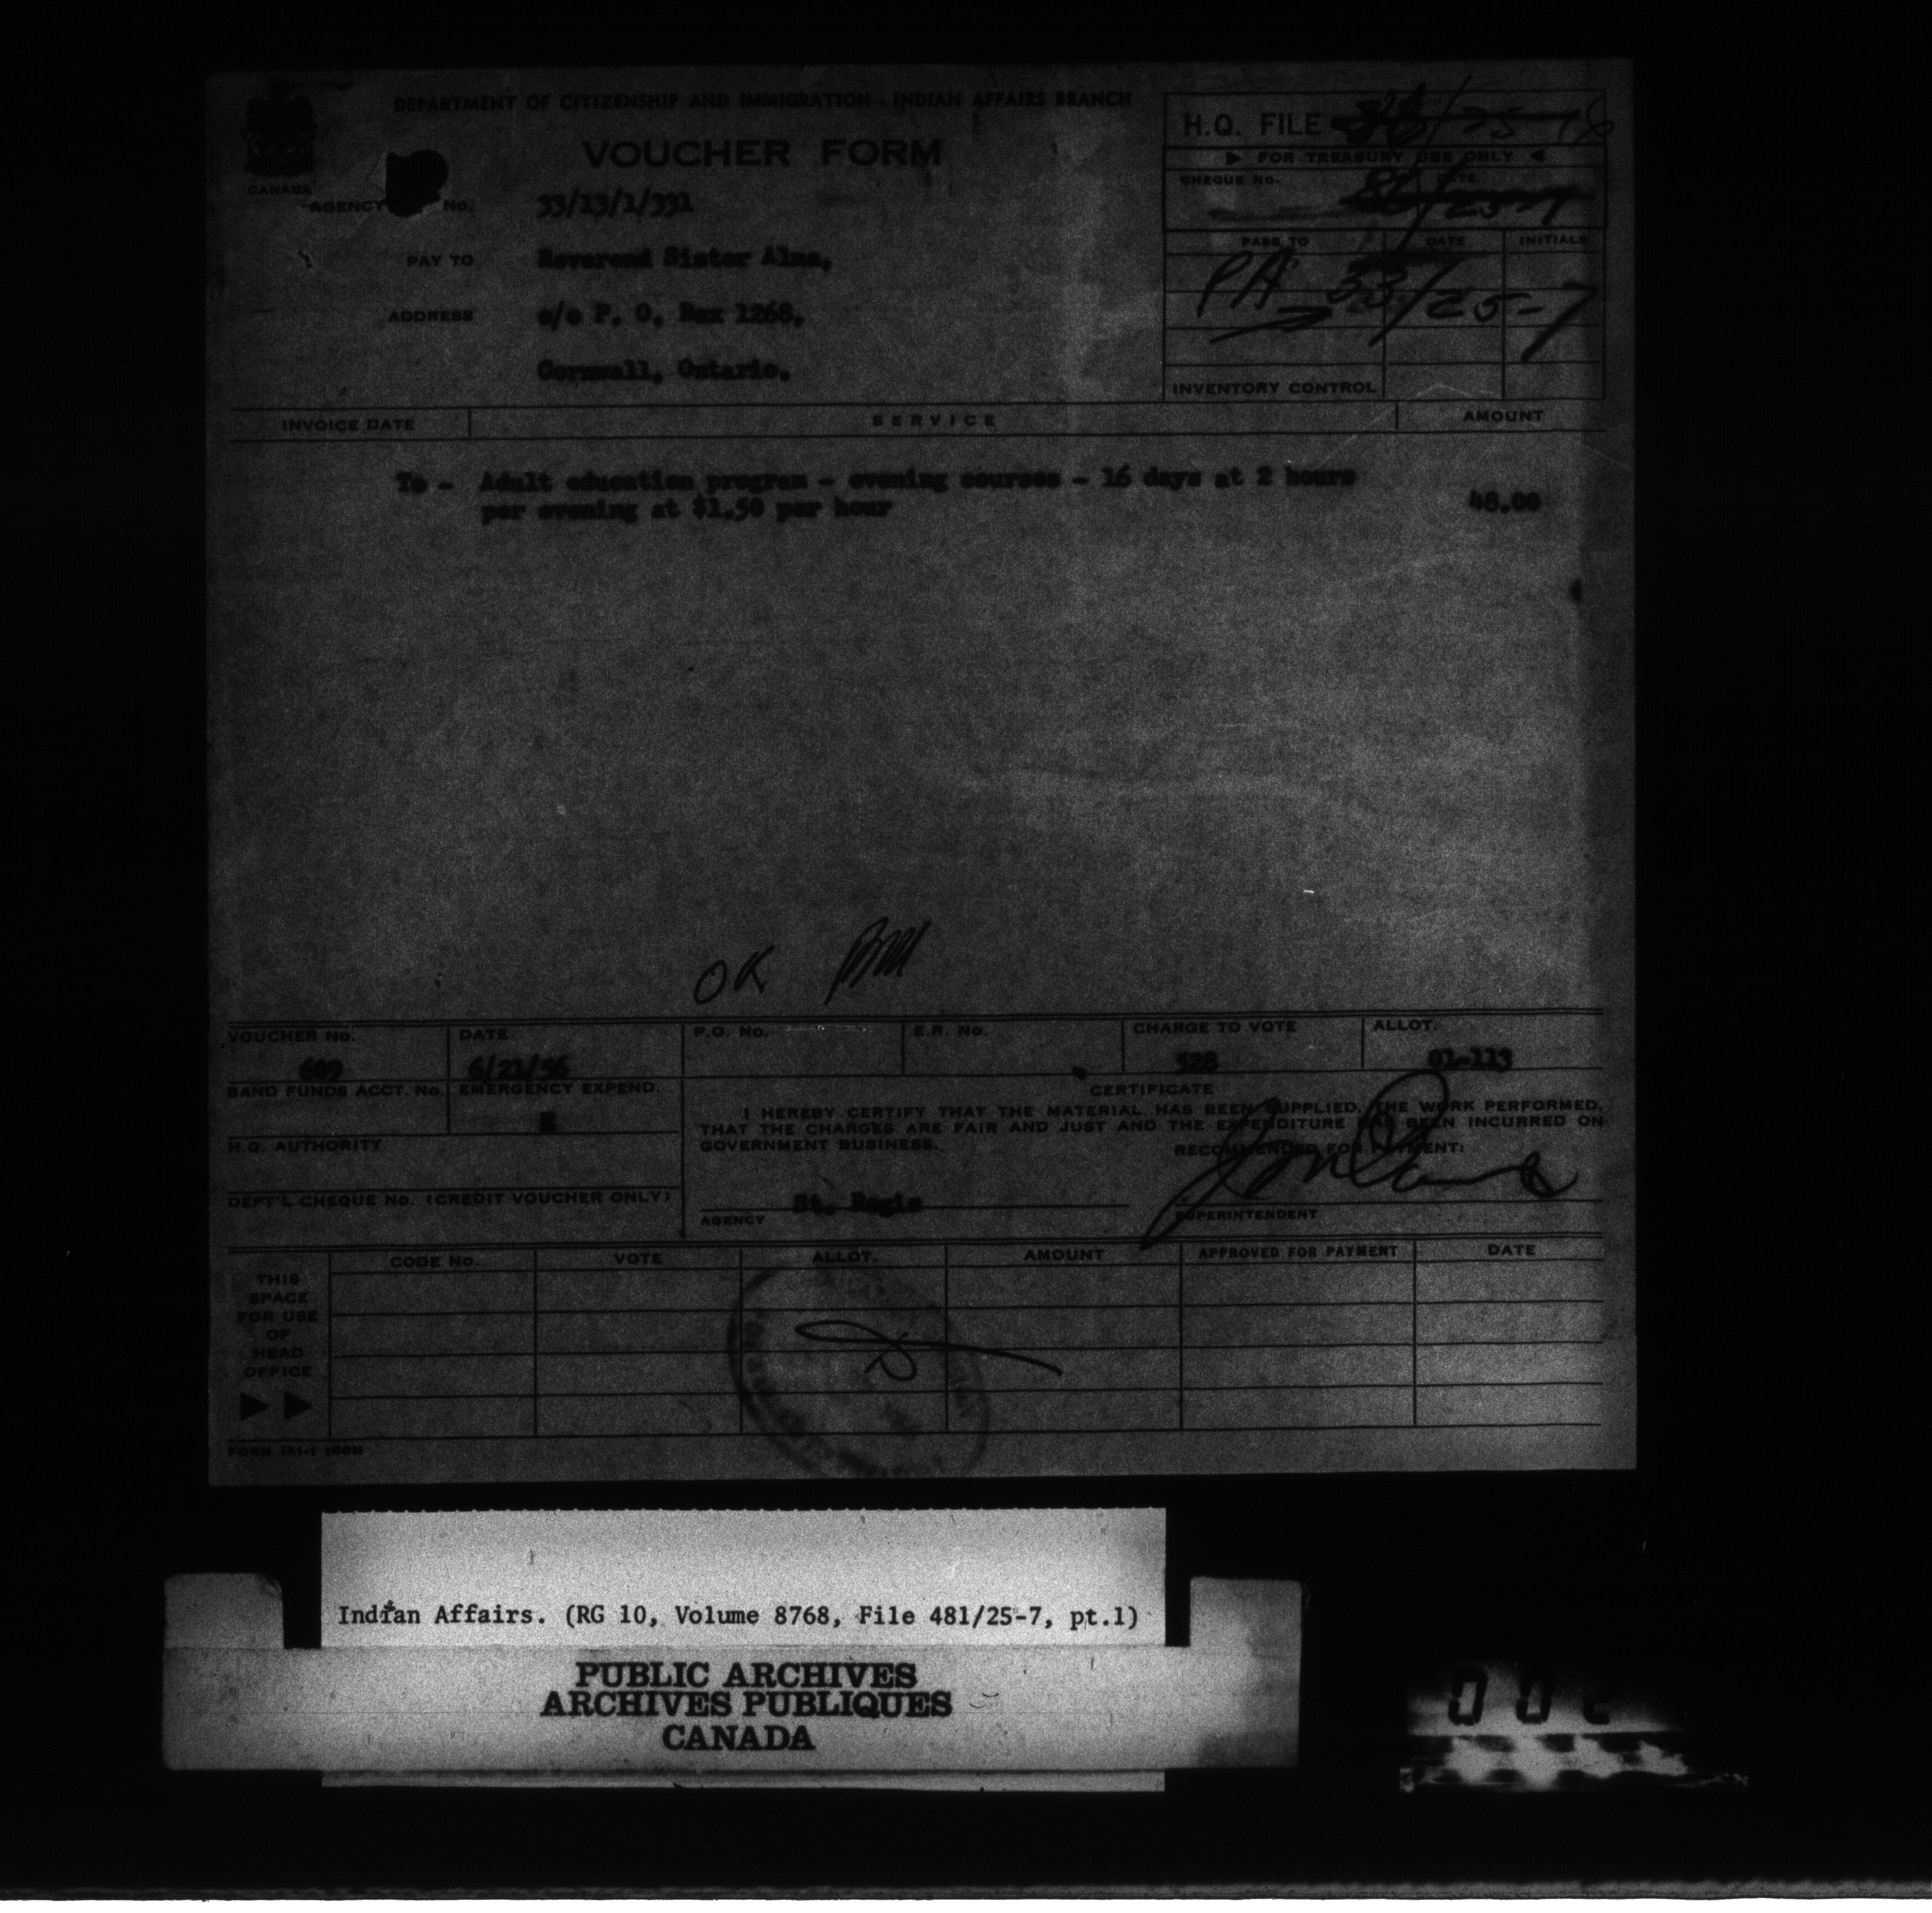 DEPARTMENT OF CITIZENSHIP AND IMMIGRATION - INDIAN AFFAIRS BRANCH
VOUCHER FORM
CANADA
H.Q. FILE
FOR TREASURY USE ONLY
CHEQUE No. DATE
AGENCY No. 33/13/1/331
PAY TO Reverend Sister Alma,
ADDRESS c/o P. O. Box 1268,
Cornwall, Ontario.
PASS TO DATE INITIALS
PA 33/25-7
INVENTORY CONTROL
INVOICE DATE SERVICE AMOUNT
To - Adult education program - evening courses - 16 days at 2 hours
per evening at $1.50 per hour 48.00
OK
VOUCHER No. DATE P.O. No. E.R. No. CHARGE TO VOTE ALLOT.
609 6/21/56 528 01-113
BAND FUNDS ACCT. No. EMERGENCY EXPEND.
H.Q. AUTHORITY
DEPT'L CHEQUE No. (CREDIT VOUCHER ONLY)
CERTIFICATE
I HEREBY CERTIFY THAT THE MATERIAL HAS BEEN SUPPLIED, THE WORK PERFORMED,
THAT THE CHARGES ARE FAIR AND JUST AND THE EXPENDITURE HAS BEEN INCURRED ON
GOVERNMENT BUSINESS. RECOMMENDED FOR PAYMENT:
St. Regis
AGENCY SUPERINTENDENT
CODE No. VOTE ALLOT. AMOUNT APPROVED FOR PAYMENT DATE
THIS
SPACE
FOR USE
OF
HEAD
OFFICE
FORM IA1-1 100M
Indian Affairs. (RG 10, Volume 8768, File 481/25-7, pt.1)
PUBLIC ARCHIVES
ARCHIVES PUBLIQUES
CANADA